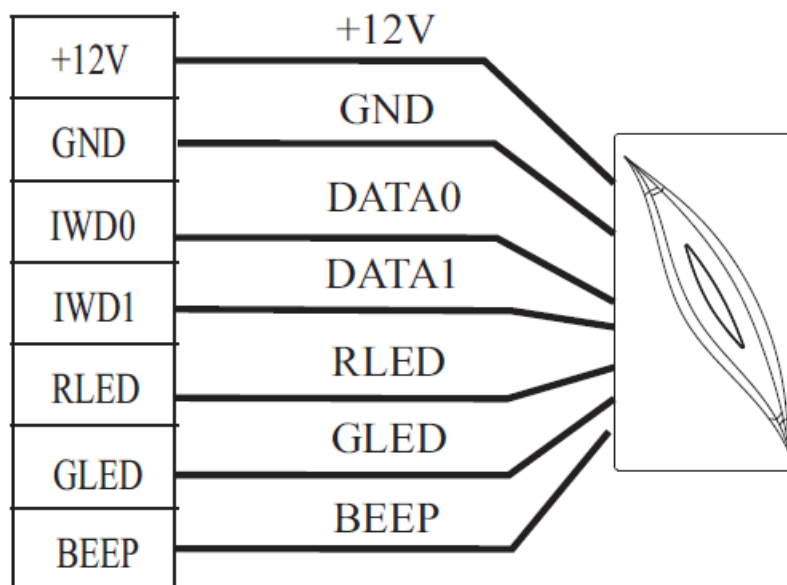 +12V
+12V
GND
GND
IWD0
DATA0
IWD1
DATA1
RLED
RLED
GLED
GLED
BEEP
BEEP